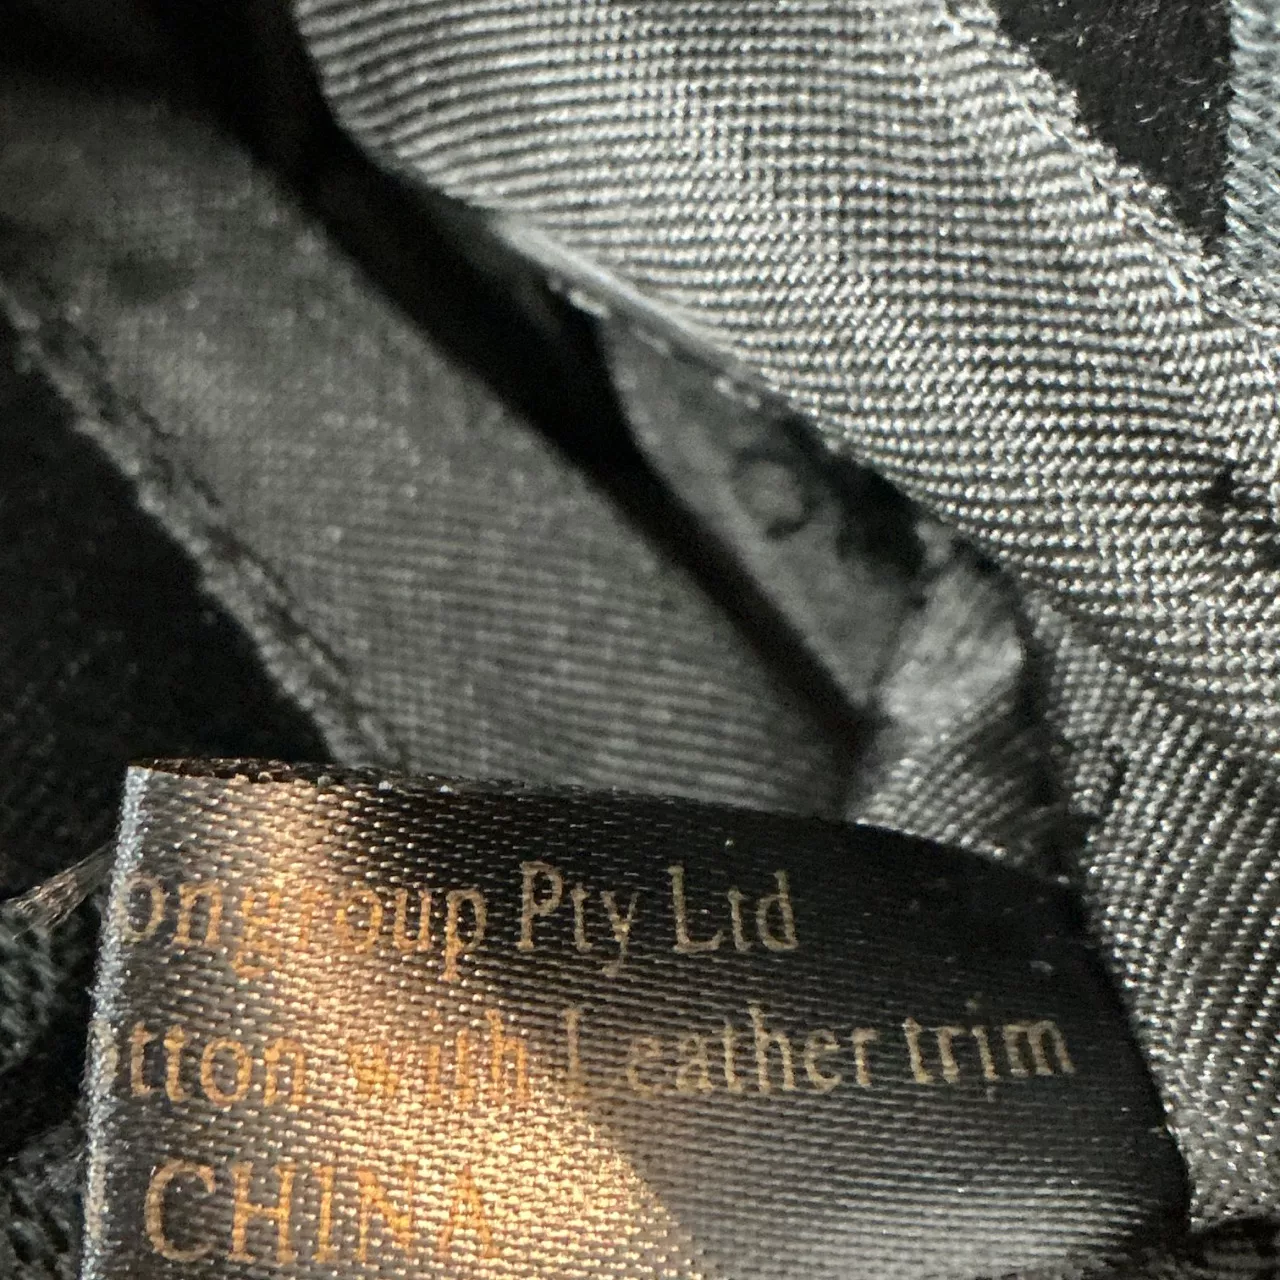 ongroup Pty Ltd
otton with Leather trim
CHINA